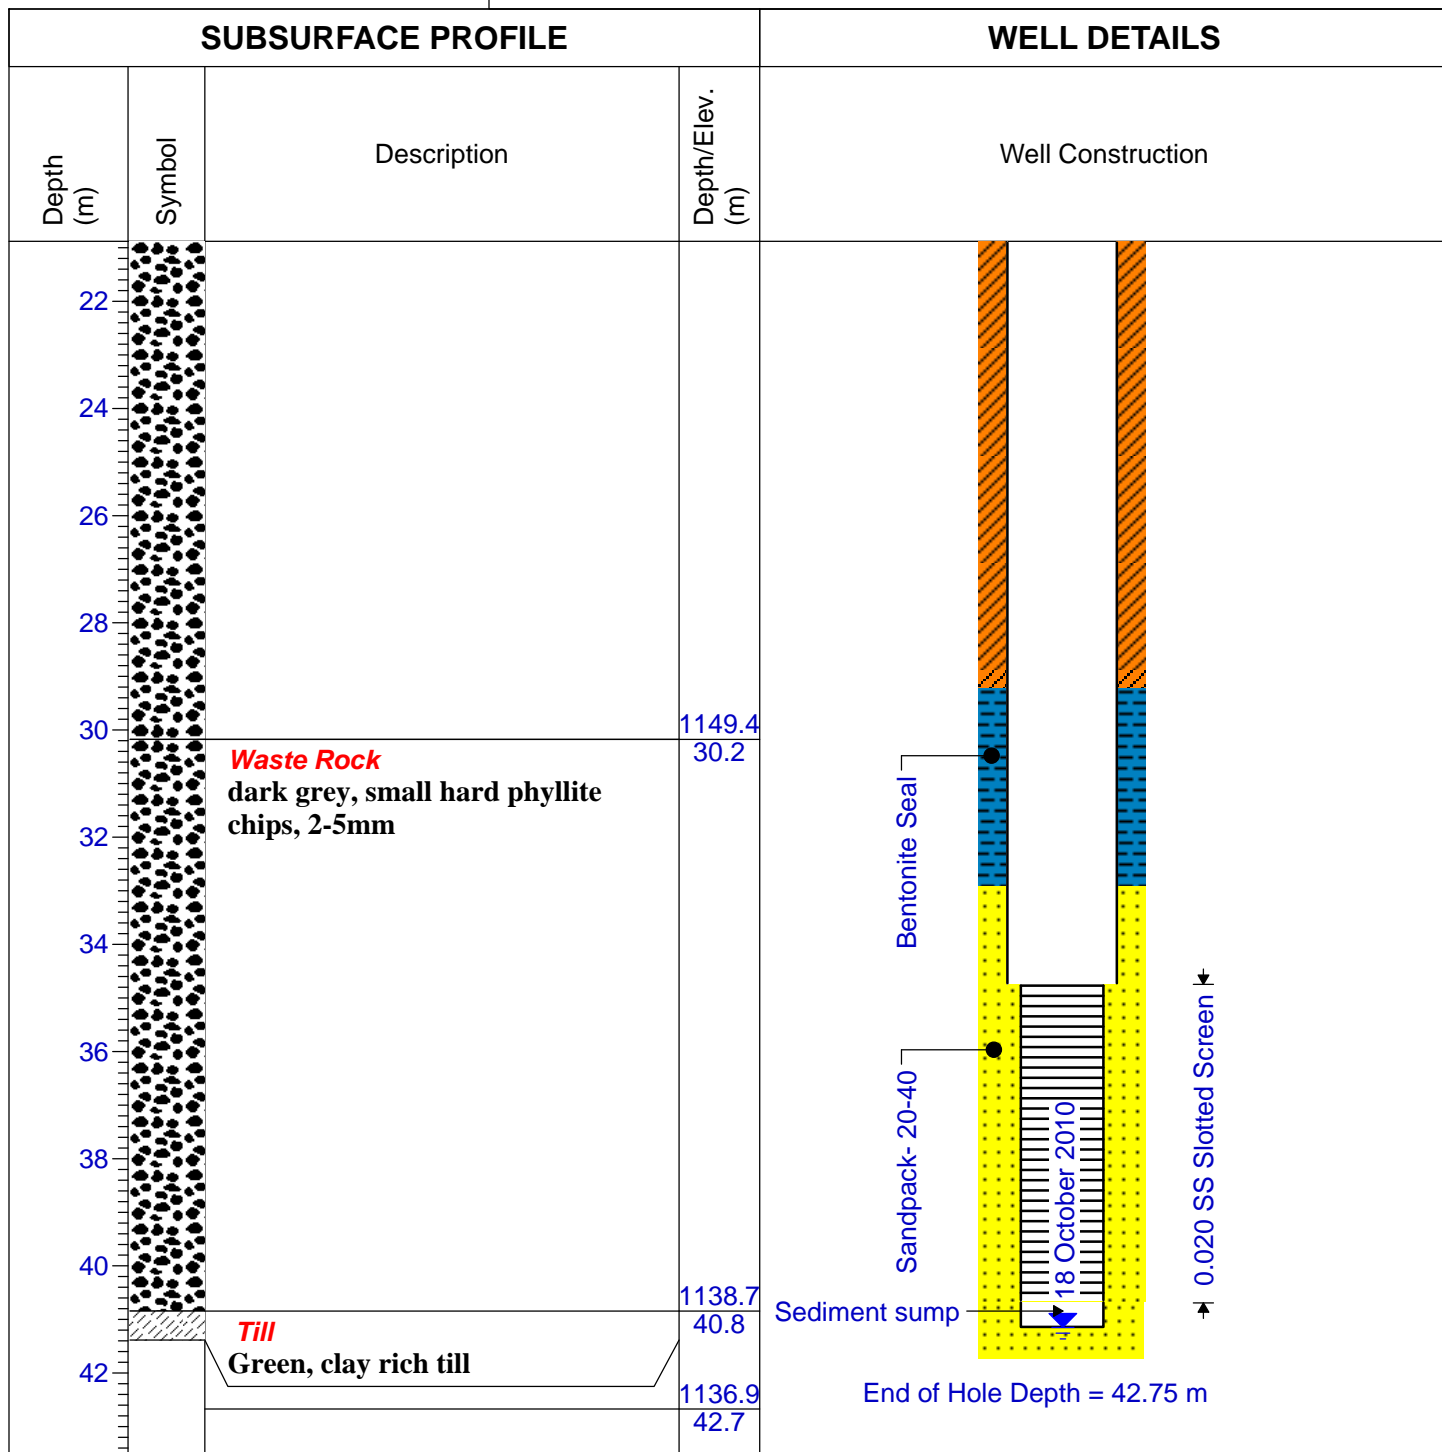 SUBSURFACE PROFILE
WELL DETAILS
Depth
(m)
Symbol
Description
Depth/Elev.
(m)
Well Construction
22
24
26
28
30
32
34
36
38
40
42
1149.4
30.2
Waste Rock
dark grey, small hard phyllite
chips, 2-5mm
1138.7
40.8
Till
Green, clay rich till
1136.9
42.7
Bentonite Seal
Sandpack- 20-40
18 October 2010
0.020 SS Slotted Screen
Sediment sump
End of Hole Depth = 42.75 m